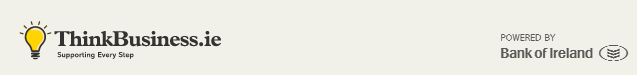 ThinkBusiness.ie
Supporting Every Step
POWERED BY
Bank of Ireland